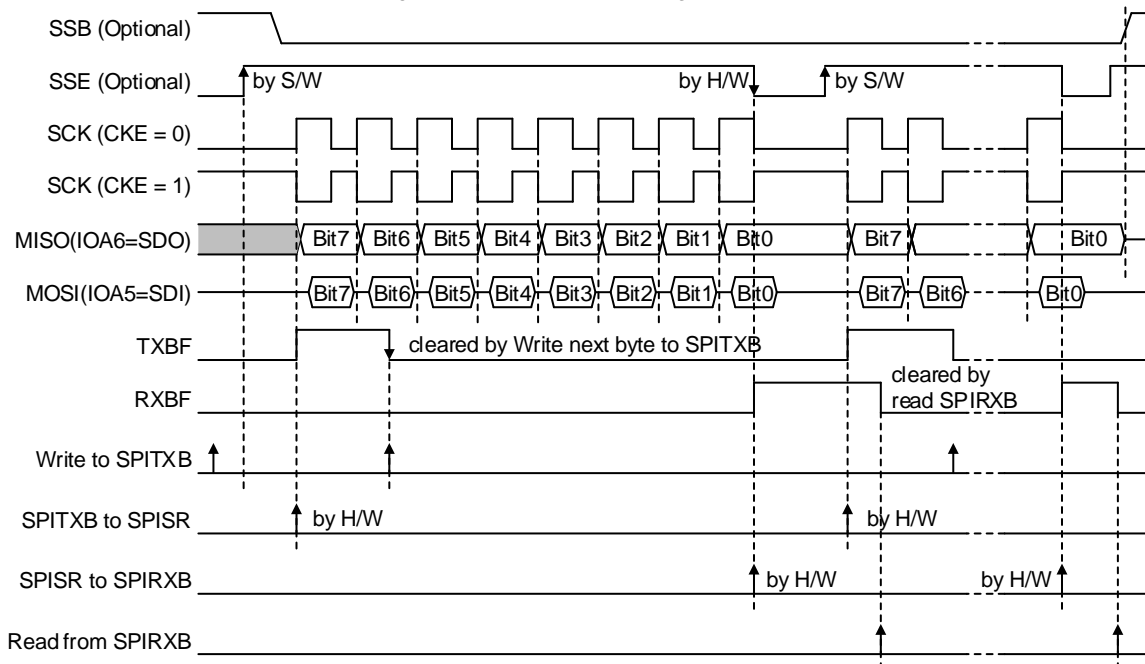 SSB (Optional)
SSE (Optional) by S/W by H/W by S/W
SCK (CKE = 0)
SCK (CKE = 1)
MISO(IOA6=SDO) Bit7 Bit6 Bit5 Bit4 Bit3 Bit2 Bit1 Bit0 Bit7 Bit0
MOSI(IOA5=SDI) Bit7 Bit6 Bit5 Bit4 Bit3 Bit2 Bit1 Bit0 Bit7 Bit6 Bit0
TXBF cleared by Write next byte to SPITXB
RXBF cleared by
read SPIRXB
Write to SPITXB
SPITXB to SPISR by H/W by H/W
SPISR to SPIRXB by H/W by H/W
Read from SPIRXB